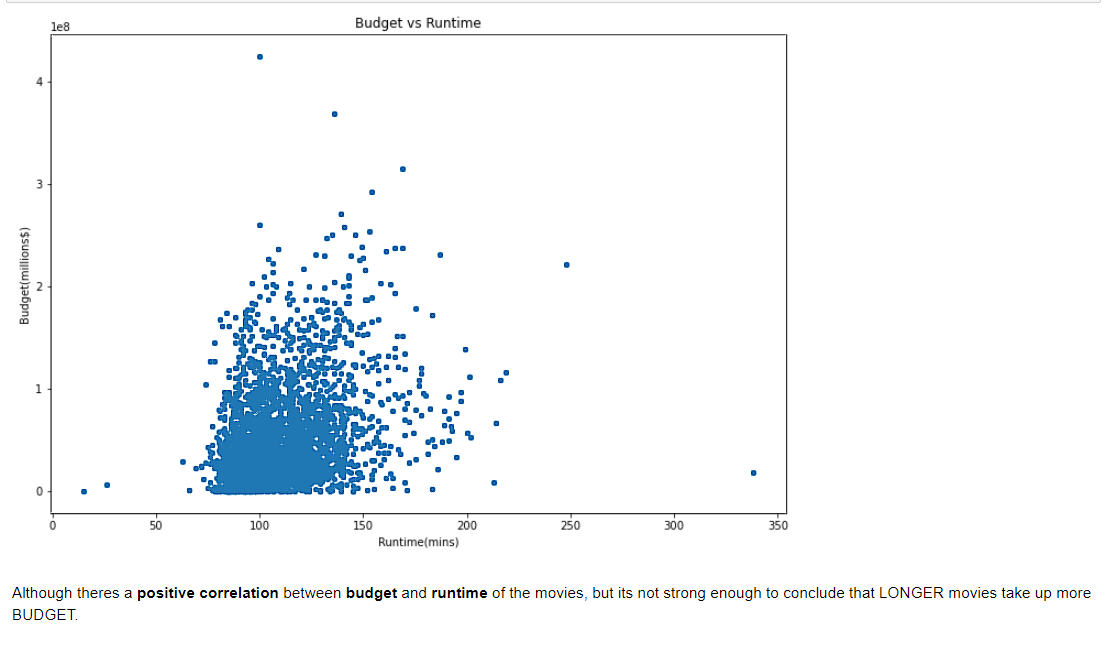 Budget vs Runtime
1e8
4
3
2
1
0
Budget(millions$)
0 50 100 150 200 250 300 350
Runtime(mins)
Although theres a positive correlation between budget and runtime of the movies, but its not strong enough to conclude that LONGER movies take up more
BUDGET.